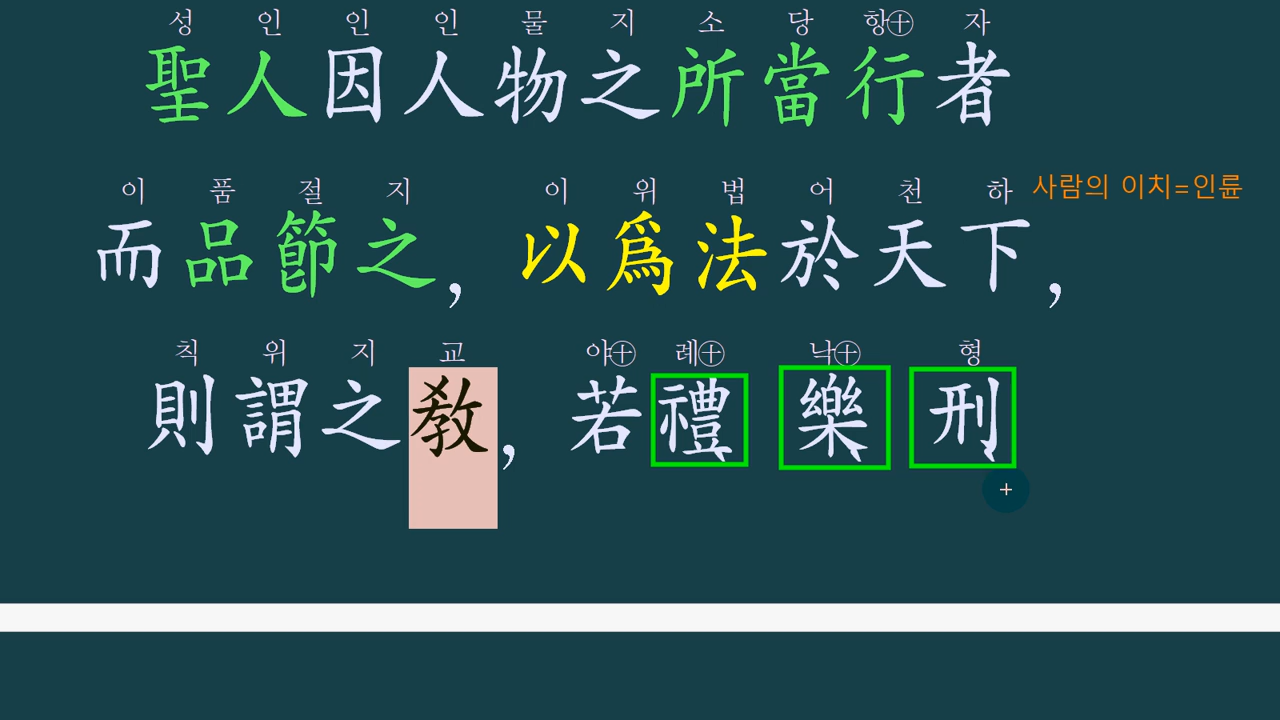 성 인 인 인 물 지 소 당 항㊉ 자
聖人因人物之所當行者
이 품 절 지 이 위 법 어 천 하
사람의 이치=인륜
而品節之, 以爲法於天下,
칙 위 지 교 야㊉ 례㊉ 낙㊉ 형
則謂之敎, 若禮、樂、刑、